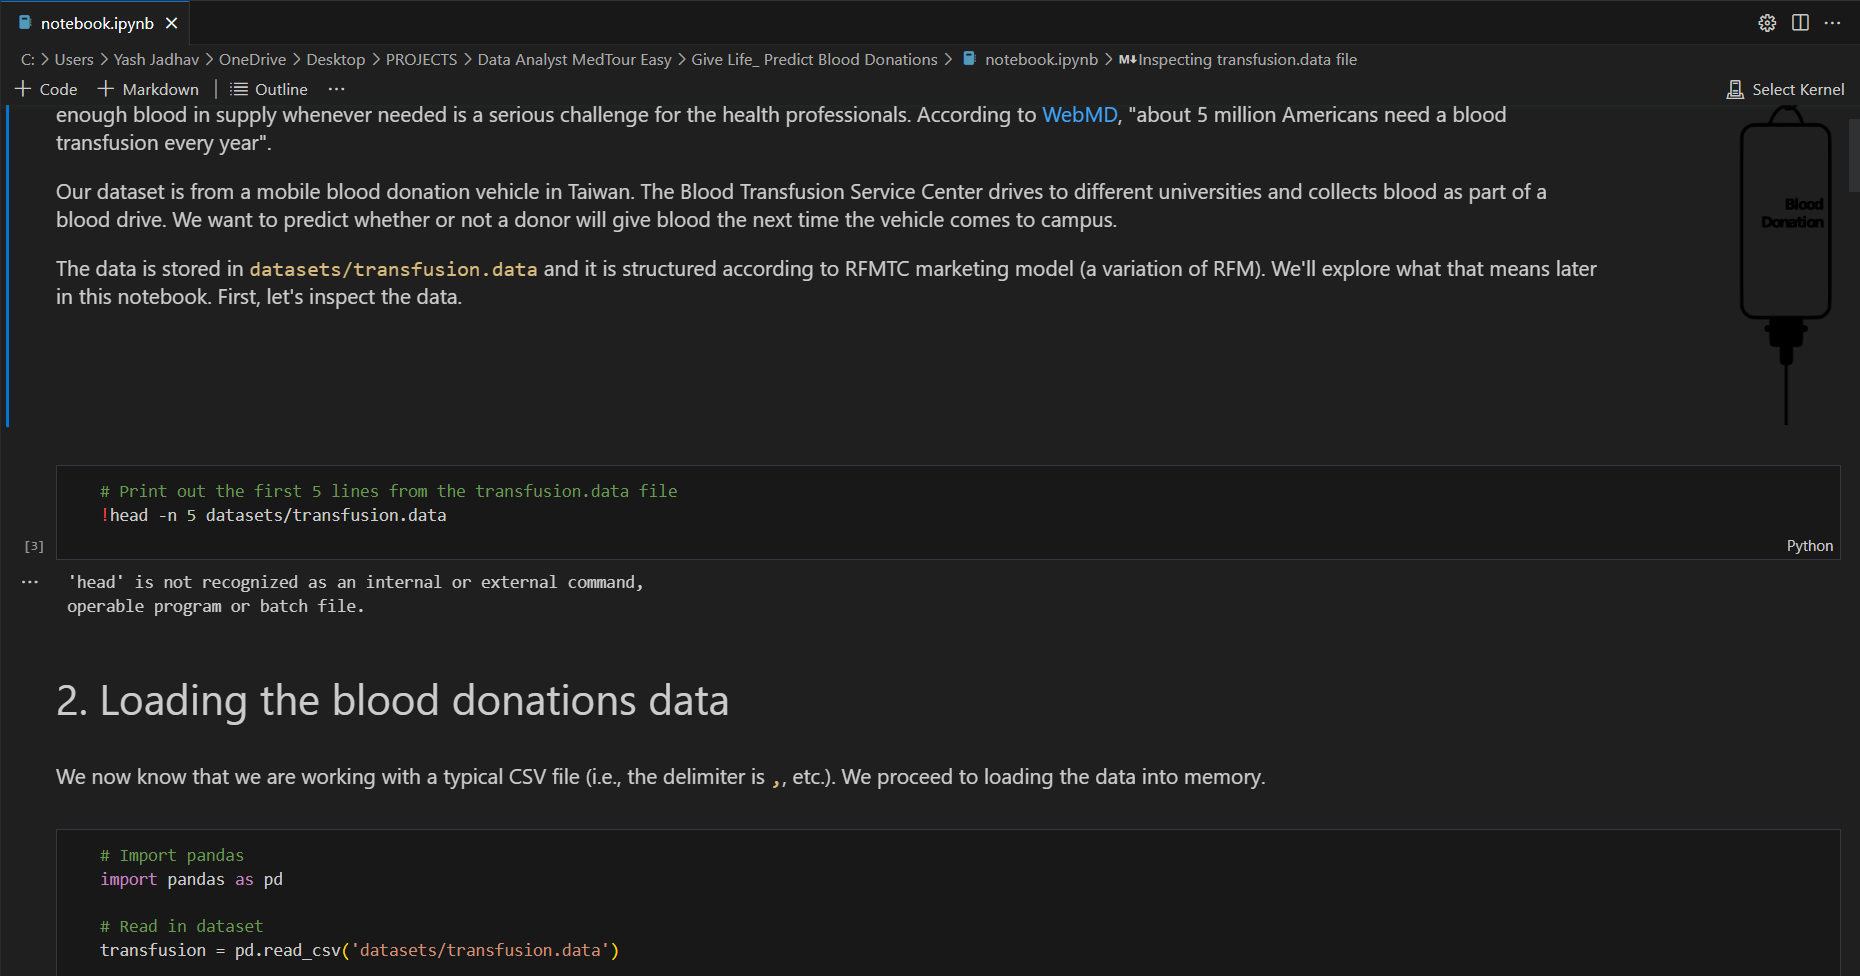 notebook.ipynb
C: > Users > Yash Jadhav > OneDrive > Desktop > PROJECTS > Data Analyst MedTour Easy > Give Life_ Predict Blood Donations > notebook.ipynb > M↓Inspecting transfusion.data file
+ Code + Markdown | Outline ···
Select Kernel
enough blood in supply whenever needed is a serious challenge for the health professionals. According to WebMD, "about 5 million Americans need a blood
transfusion every year".
Our dataset is from a mobile blood donation vehicle in Taiwan. The Blood Transfusion Service Center drives to different universities and collects blood as part of a
blood drive. We want to predict whether or not a donor will give blood the next time the vehicle comes to campus.
Blood
Donation
The data is stored in datasets/transfusion.data and it is structured according to RFMTC marketing model (a variation of RFM). We'll explore what that means later
in this notebook. First, let's inspect the data.
# Print out the first 5 lines from the transfusion.data file
!head -n 5 datasets/transfusion.data
[3]
Python
'head' is not recognized as an internal or external command,
operable program or batch file.
2. Loading the blood donations data
We now know that we are working with a typical CSV file (i.e., the delimiter is ,, etc.). We proceed to loading the data into memory.
# Import pandas
import pandas as pd
# Read in dataset
transfusion = pd.read_csv('datasets/transfusion.data')